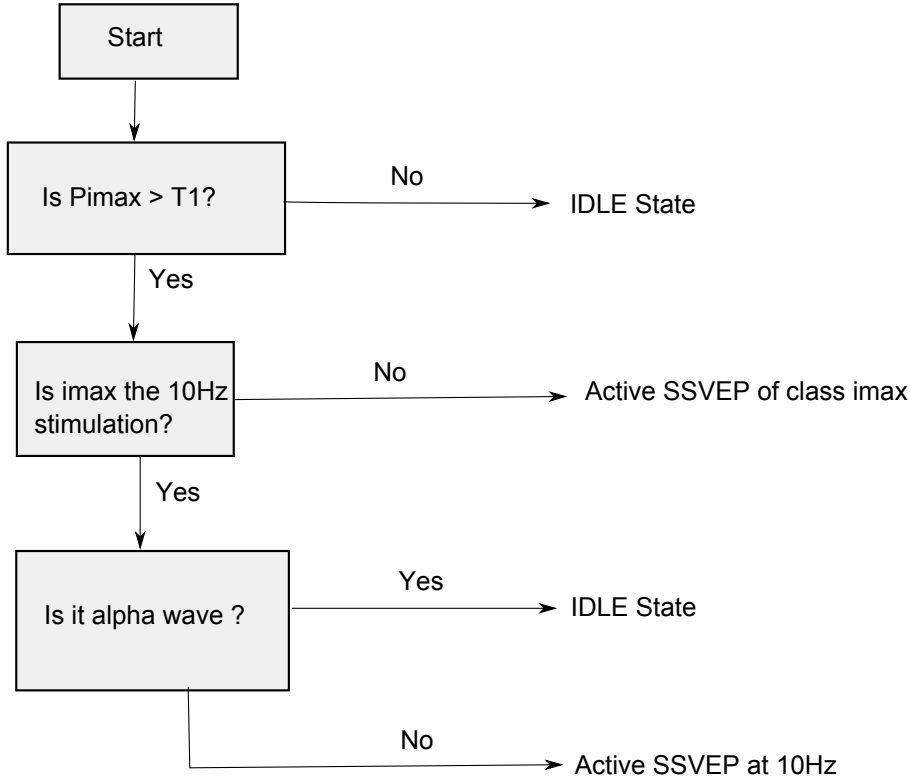 Start
Is Pimax > T1?
No
IDLE State
Yes
Is imax the 10Hz
stimulation?
No
Active SSVEP of class imax
Yes
Is it alpha wave ?
Yes
IDLE State
No
Active SSVEP at 10Hz